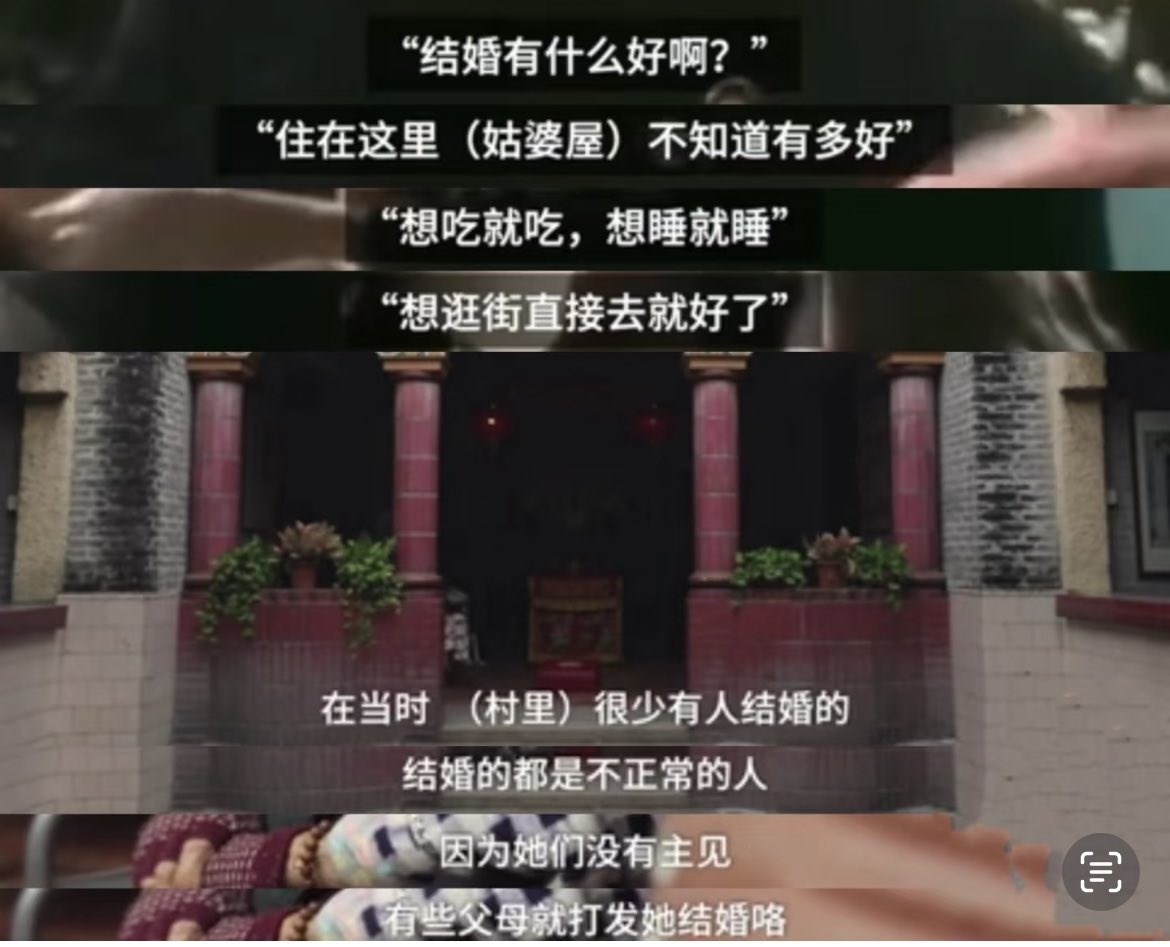 “结婚有什么好啊？”
“住在这里（姑婆屋）不知道有多好”
“想吃就吃，想睡就睡”
“想逛街直接去就好了”
在当时 （村里）很少有人结婚的
结婚的都是不正常的人
因为她们没有主见
有些父母就打发她结婚咯